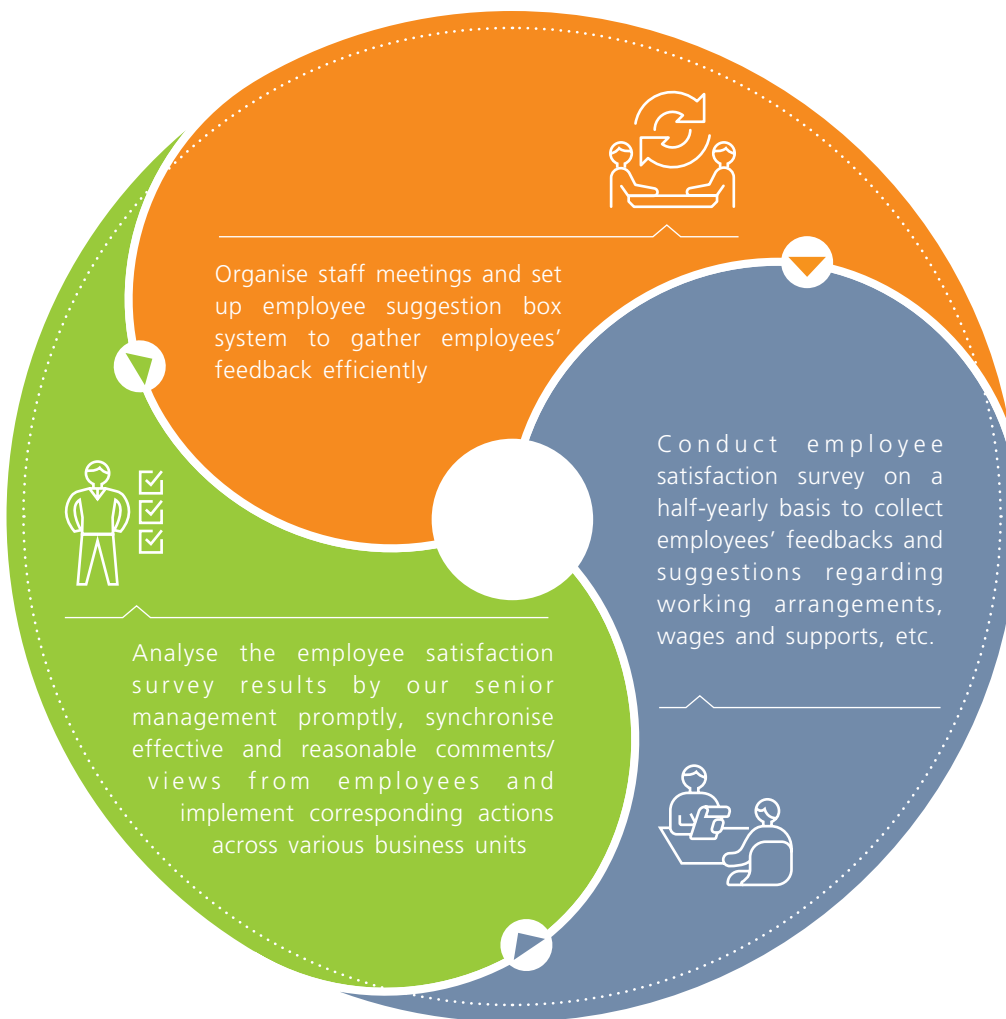 Organise staff meetings and set
up employee suggestion box
system to gather employees’
feedback efficiently
Conduct employee
satisfaction survey on a
half-yearly basis to collect
employees’ feedbacks and
suggestions regarding
working arrangements,
wages and supports, etc.
Analyse the employee satisfaction
survey results by our senior
management promptly, synchronise
effective and reasonable comments/
views from employees and
implement corresponding actions
across various business units